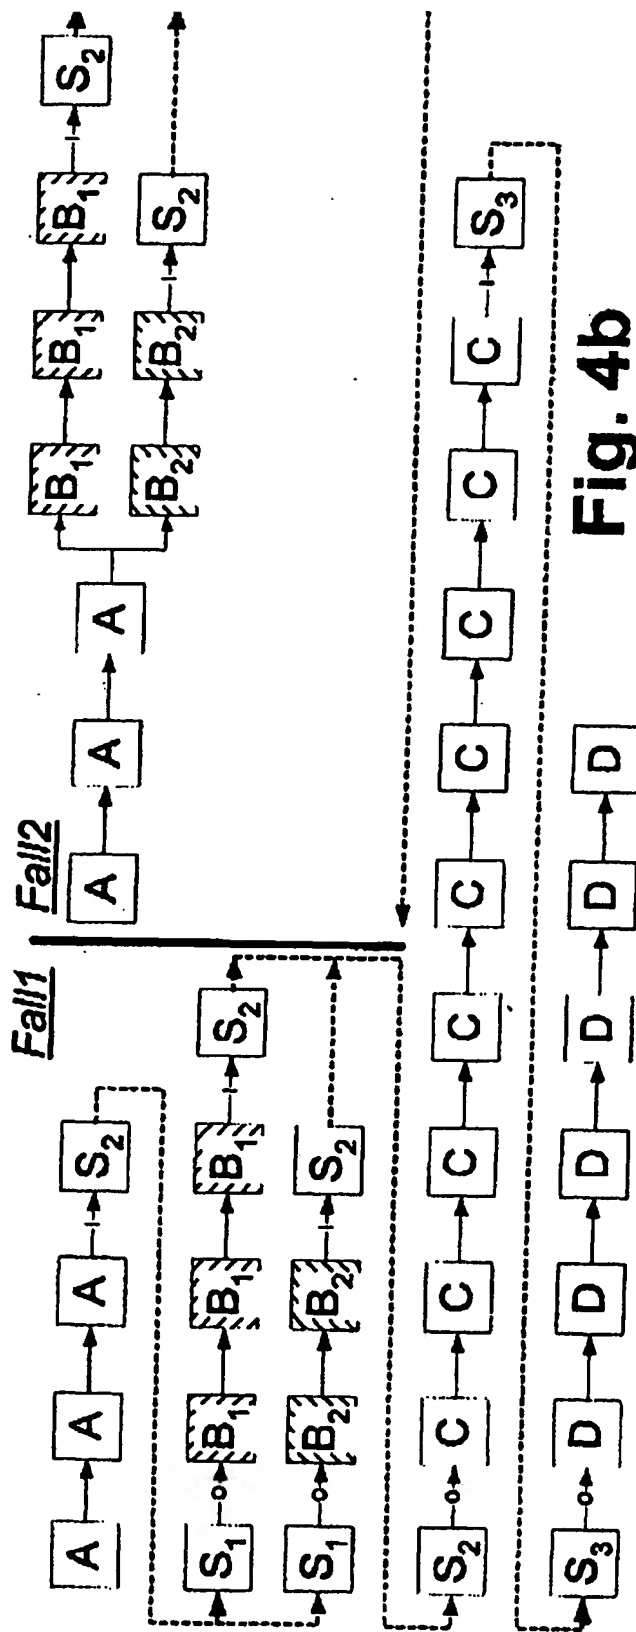 Fall1
A A A S₂
S₁ B₁ B₁ B₁ S₂
S₁ B₂ B₂ S₂
Fall2
A A A
B₁ B₁ B₁ S₂
B₂ B₂ S₂
S₂ C C C C C C C C C S₃
S₃ D D D D D D
Fig. 4b